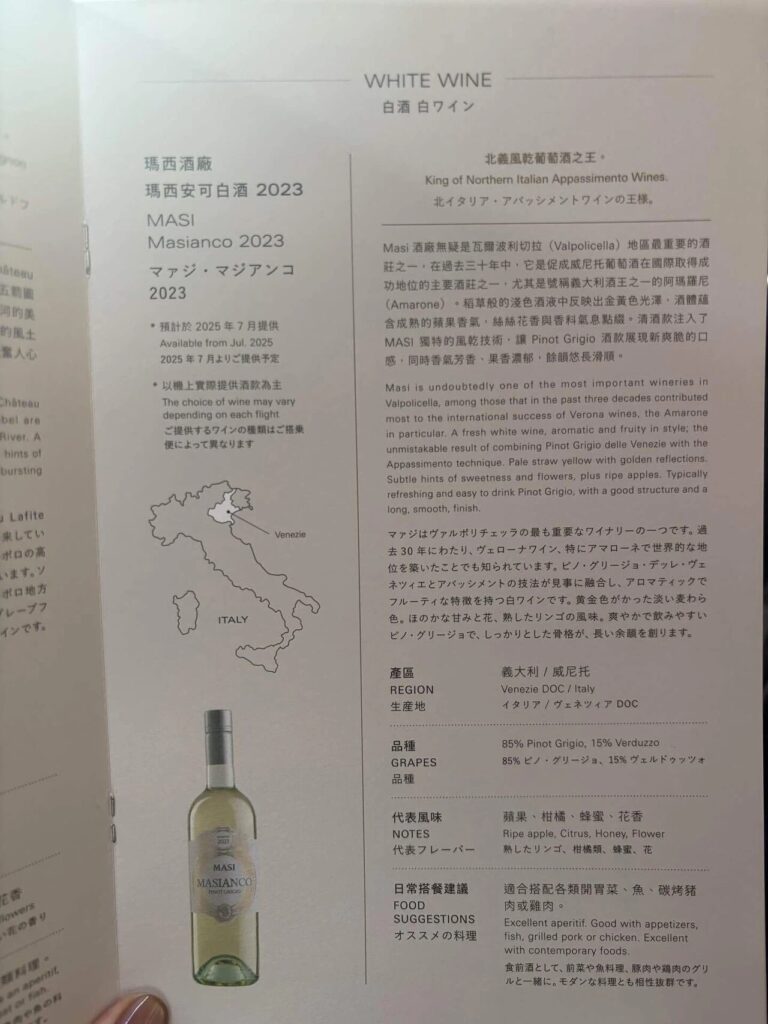 WHITE WINE
白酒 白ワイン
瑪西酒廠
瑪西安可白酒 2023
MASI
Masianco 2023
マァジ・マジアンコ
2023
* 預計於 2025 年 7 月提供
Available from Jul. 2025
2025 年 7 月よりご提供予定
* 以機上實際提供酒款為主
The choice of wine may vary
depending on each flight
ご提供するワインの種類はご搭乗
便によって異なります
Venezie
ITALY
MASI
MASIANCO
PINOT GRIGIO
北義風乾葡萄酒之王。
King of Northern Italian Appassimento Wines.
北イタリア・アパッシメントワインの王様。
Masi 酒廠無疑是瓦爾波利切拉（Valpolicella）地區最重要的酒
莊之一，在過去三十年中，它是促成威尼托葡萄酒在國際取得成
功地位的主要酒莊之一，尤其是號稱義大利酒王之一的阿瑪羅尼
（Amarone）。稻草般的淺色酒液中反映出金黃色光澤，酒體蘊
含成熟的蘋果香氣，絲絲花香與香料氣息點綴。清酒款注入了
MASI 獨特的風乾技術，讓 Pinot Grigio 酒款展現新爽脆的口
感，同時香氣芳香、果香濃郁，餘韻悠長滑順。
Masi is undoubtedly one of the most important wineries in
Valpolicella, among those that in the past three decades contributed
most to the international success of Verona wines, the Amarone
in particular. A fresh white wine, aromatic and fruity in style; the
unmistakable result of combining Pinot Grigio delle Venezie with the
Appassimento technique. Pale straw yellow with golden reflections.
Subtle hints of sweetness and flowers, plus ripe apples. Typically
refreshing and easy to drink Pinot Grigio, with a good structure and a
long, smooth, finish.
マァジはヴァルポリチェッラの最も重要なワイナリーの一つです。過
去 30 年にわたり、ヴェローナワイン、特にアマローネで世界的な地
位を築いたことでも知られています。ピノ・グリージョ・デッレ・ヴェ
ネツィエとアパッシメントの技法が見事に融合し、アロマティックで
フルーティな特徴を持つ白ワインです。黄金色がかった淡い麦わら
色。ほのかな甘みと花、熟したリンゴの風味。爽やかで飲みやすい
ピノ・グリージョで、しっかりとした骨格が、長い余韻を創ります。
產區 義大利 / 威尼托
REGION Venezie DOC / Italy
生産地 イタリア / ヴェネツィア DOC
品種 85% Pinot Grigio, 15% Verduzzo
GRAPES 85% ピノ・グリージョ、15% ヴェルドゥッツォ
品種
代表風味 蘋果、柑橘、蜂蜜、花香
NOTES Ripe apple, Citrus, Honey, Flower
代表フレーバー 熟したリンゴ、柑橘類、蜂蜜、花
日常搭餐建議 適合搭配各類開胃菜、魚、碳烤豬
肉或雞肉。
FOOD
SUGGESTIONS
オススメの料理
Excellent aperitif. Good with appetizers,
fish, grilled pork or chicken. Excellent
with contemporary foods.
食前酒として、前菜や魚料理、豚肉や鶏肉のグリ
ルと一緒に。モダンな料理とも相性抜群です。